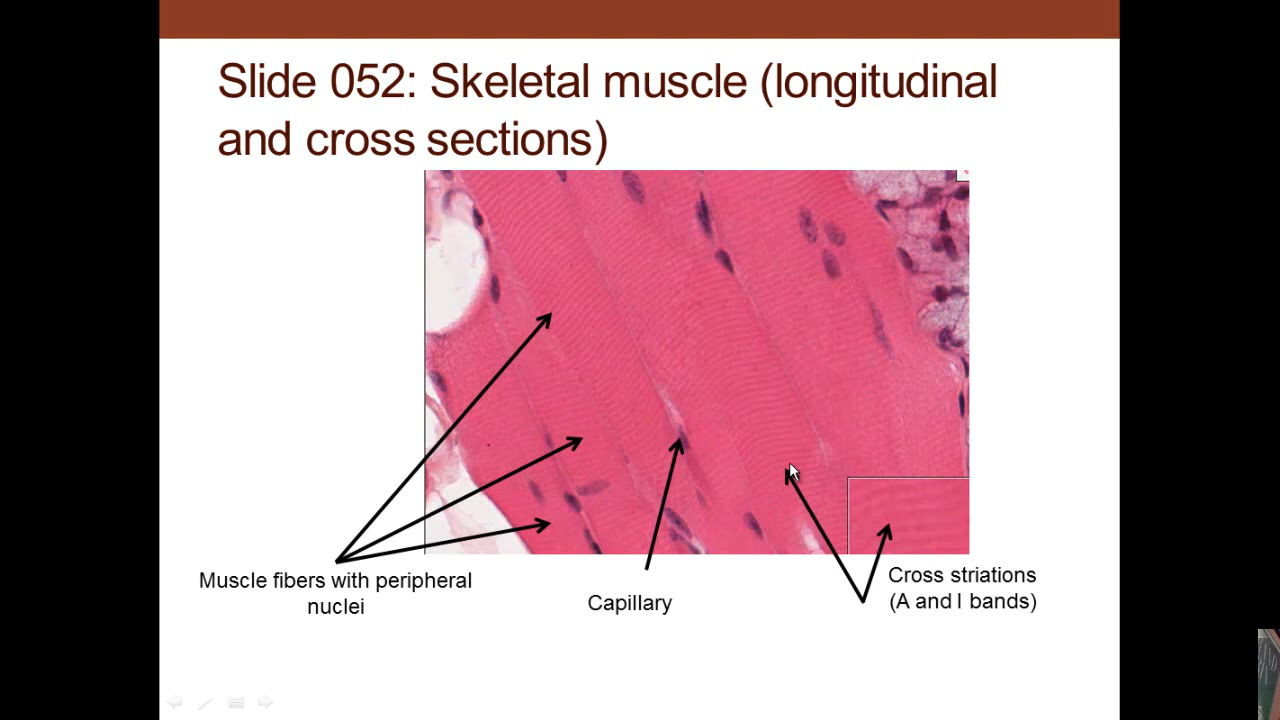 Slide 052: Skeletal muscle (longitudinal
and cross sections)
Muscle fibers with peripheral
nuclei
Capillary
Cross striations
(A and I bands)